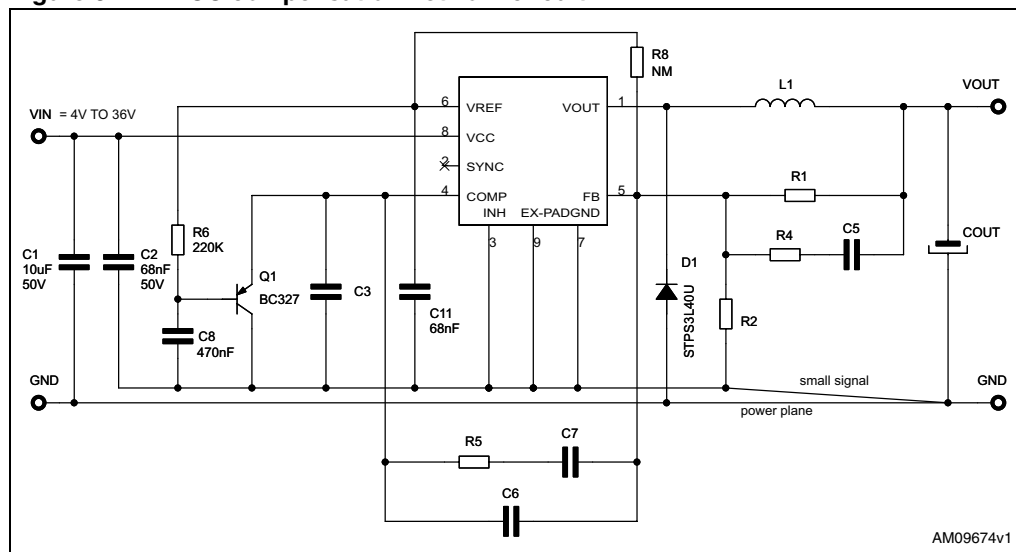 compensation network
R8
NM
L1
VOUT
VIN = 4V TO 36V
6 VREF VOUT 1
8 VCC
2 SYNC
4 COMP FB 5
INH EX-PADGND
3 9 7
R1
R4
C5
COUT
R6
220K
C1
10uF
50V
C2
68nF
50V
Q1
BC327
C3
C11
68nF
D1
STPS3L40U
R2
C8
470nF
GND
small signal
GND
power plane
R5
C7
C6
AM09674v1